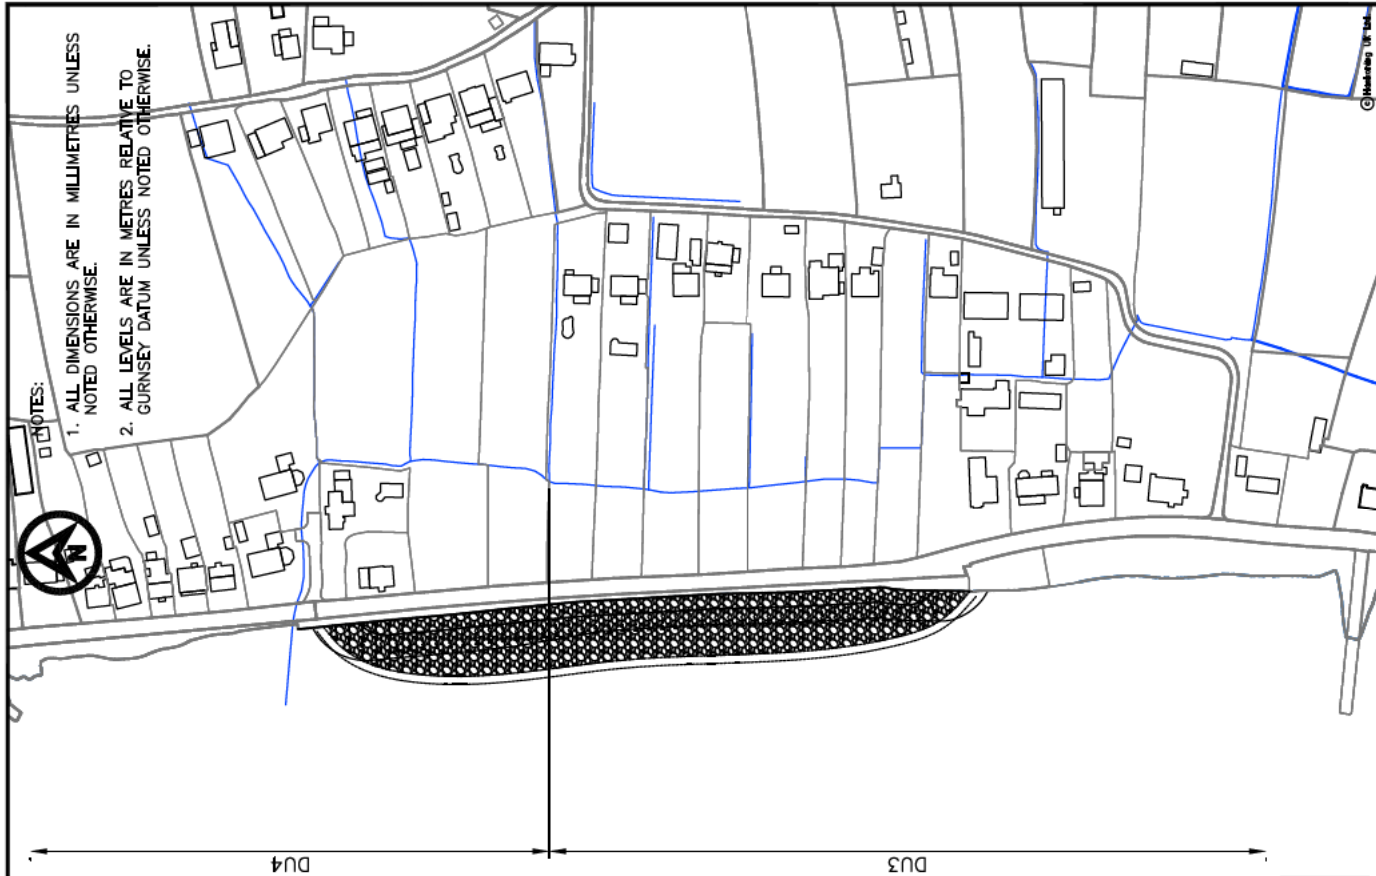 NOTES:
1. ALL DIMENSIONS ARE IN MILLIMETRES UNLESS
NOTED OTHERWISE.
2. ALL LEVELS ARE IN METRES RELATIVE TO
GURNSEY DATUM UNLESS NOTED OTHERWISE.
N
DU4
DU3